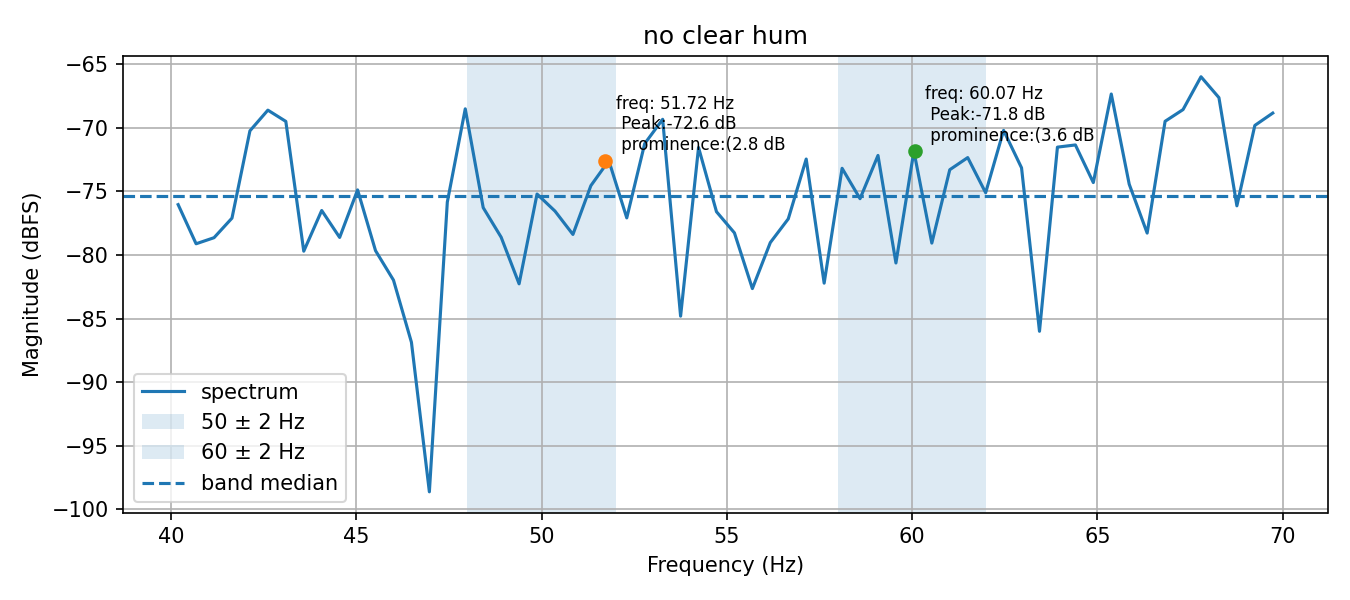 no clear hum
Magnitude (dBFS)
−65
−70
−75
−80
−85
−90
−95
−100
freq: 51.72 Hz
Peak:-72.6 dB
prominence:(2.8 dB
freq: 60.07 Hz
Peak:-71.8 dB
prominence:(3.6 dB
spectrum
50 ± 2 Hz
60 ± 2 Hz
band median
40 45 50 55 60 65 70
Frequency (Hz)